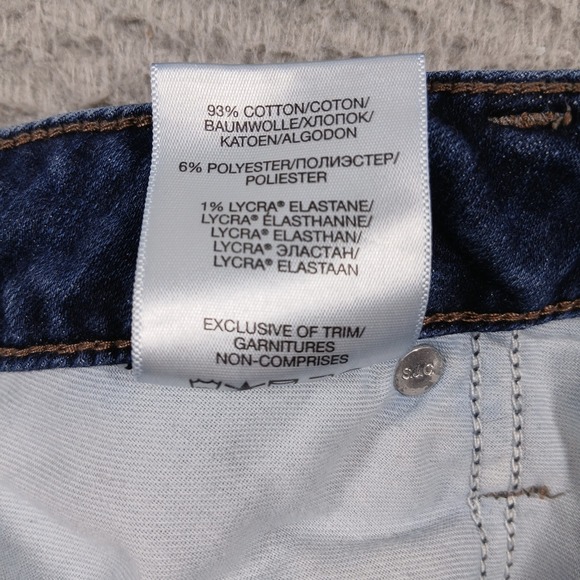 93% COTTON/COTON/
BAUMWOLLE/ХЛОПОК/
KATOEN/ALGODON
6% POLYESTER/ПОЛИЭСТЕР/
POLIESTER
1% LYCRA® ELASTANE/
LYCRA® ÉLASTHANNE/
LYCRA® ELASTHAN/
LYCRA® ЭЛАСТАН/
LYCRA® ELASTAAN
EXCLUSIVE OF TRIM/
GARNITURES
NON-COMPRISES